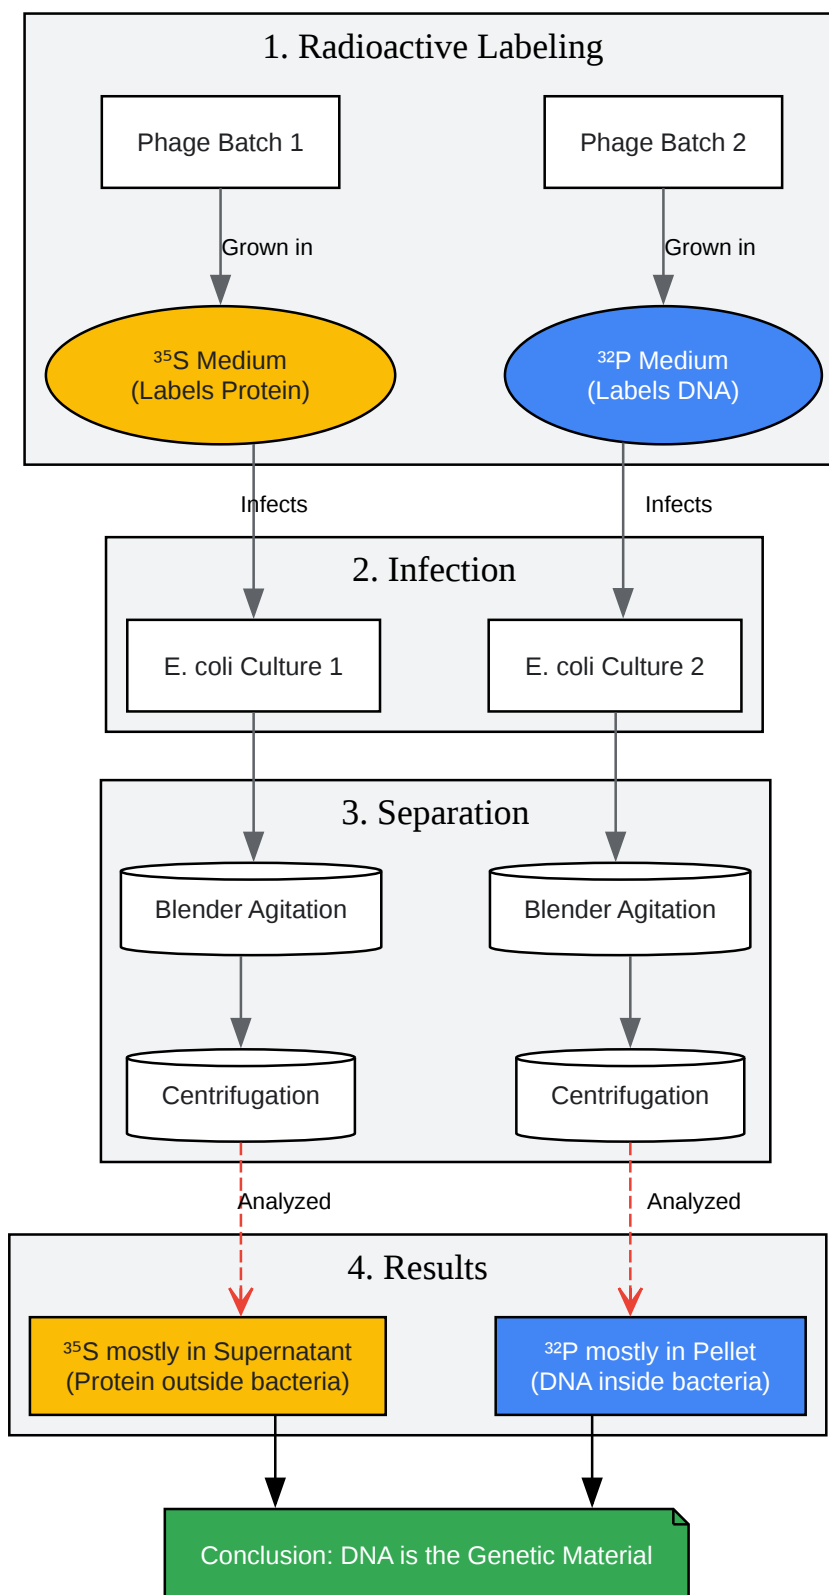 1. Radioactive Labeling
Phage Batch 1
Phage Batch 2
Grown in
Grown in
³⁵S Medium
(Labels Protein)
³²P Medium
(Labels DNA)
Infects
Infects
2. Infection
E. coli Culture 1
E. coli Culture 2
3. Separation
Blender Agitation
Blender Agitation
Centrifugation
Centrifugation
Analyzed
Analyzed
4. Results
³⁵S mostly in Supernatant
(Protein outside bacteria)
³²P mostly in Pellet
(DNA inside bacteria)
Conclusion: DNA is the Genetic Material